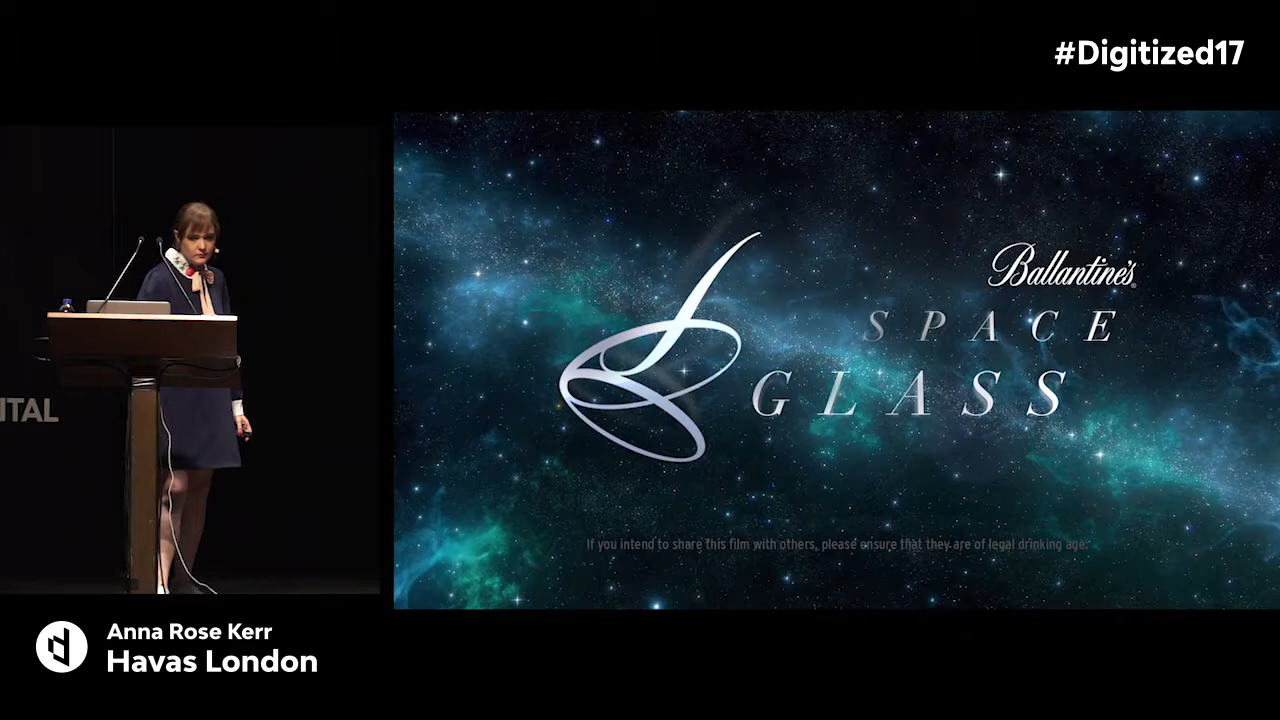 #Digitized17
Ballantine's
SPACE
GLASS
If you intend to share this film with others, please ensure that they are of legal drinking age.
ITAL
Anna Rose Kerr
Havas London